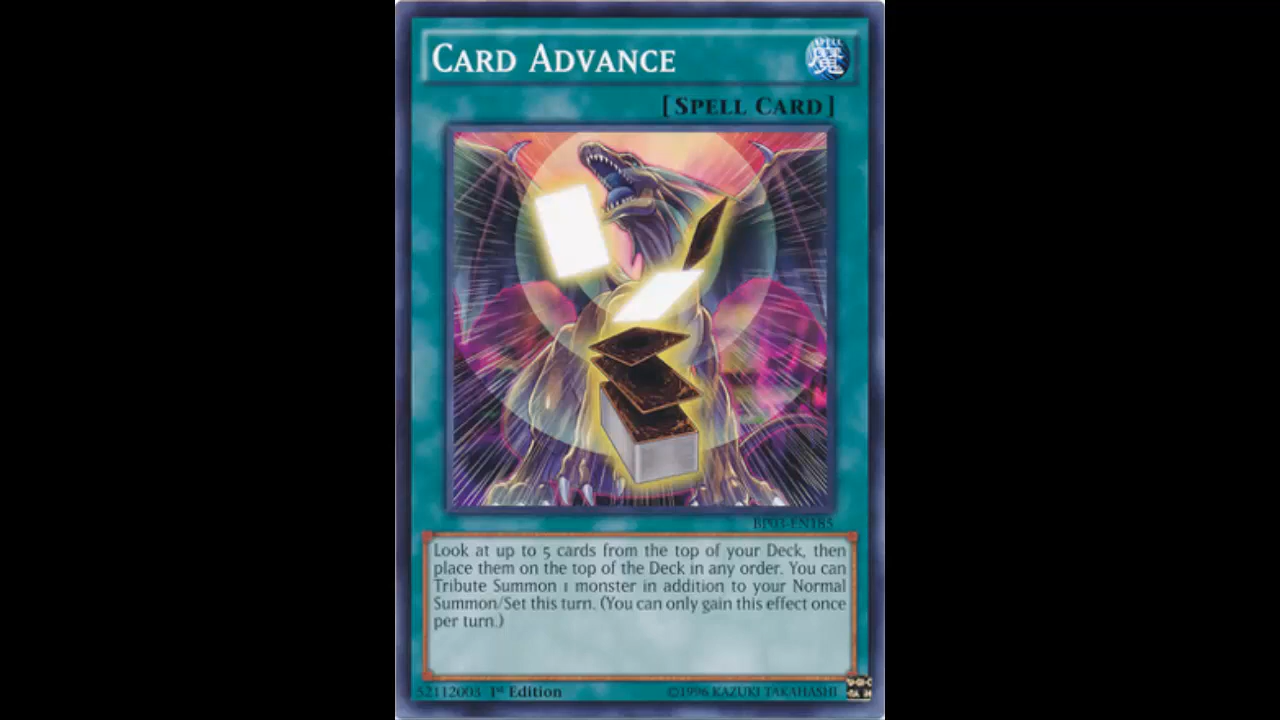 CARD ADVANCE
SPELL
魔
[SPELL CARD]
BP03-EN185
Look at up to 5 cards from the top of your Deck, then
place them on the top of the Deck in any order. You can
Tribute Summon 1 monster in addition to your Normal
Summon/Set this turn. (You can only gain this effect once
per turn.)
52112003 1st Edition
©1996 KAZUKI TAKAHASHI